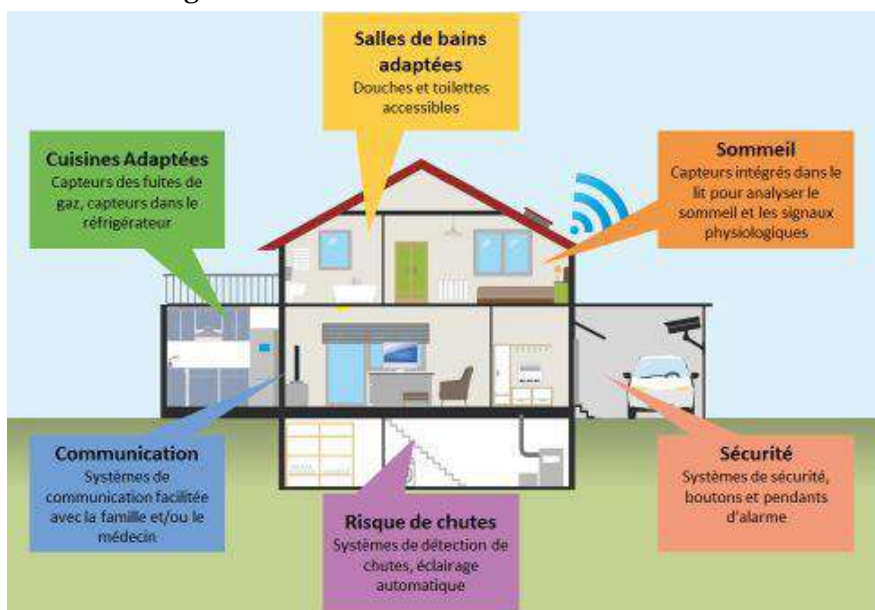 Salles de bains
adaptées
Douches et toilettes
accessibles
Cuisines Adaptées
Capteurs des fuites de
gaz, capteurs dans le
réfrigérateur
Sommeil
Capteurs intégrés dans le
lit pour analyser le
sommeil et les signaux
physiologiques
Communication
Systèmes de
communication facilitée
avec la famille et/ou le
médecin
Risque de chutes
Systèmes de détection de
chutes, éclairage
automatique
Sécurité
Systèmes de sécurité,
boutons et pendants
d'alarme